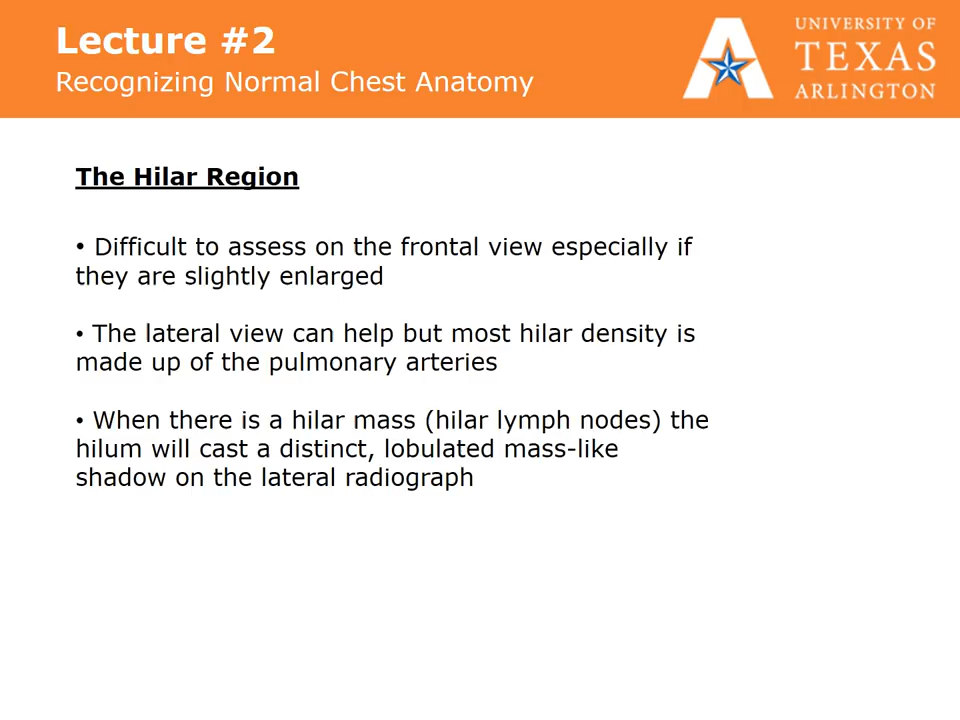 Lecture #2
Recognizing Normal Chest Anatomy
UNIVERSITY OF
TEXAS
ARLINGTON
The Hilar Region
• Difficult to assess on the frontal view especially if
they are slightly enlarged
• The lateral view can help but most hilar density is
made up of the pulmonary arteries
• When there is a hilar mass (hilar lymph nodes) the
hilum will cast a distinct, lobulated mass-like
shadow on the lateral radiograph